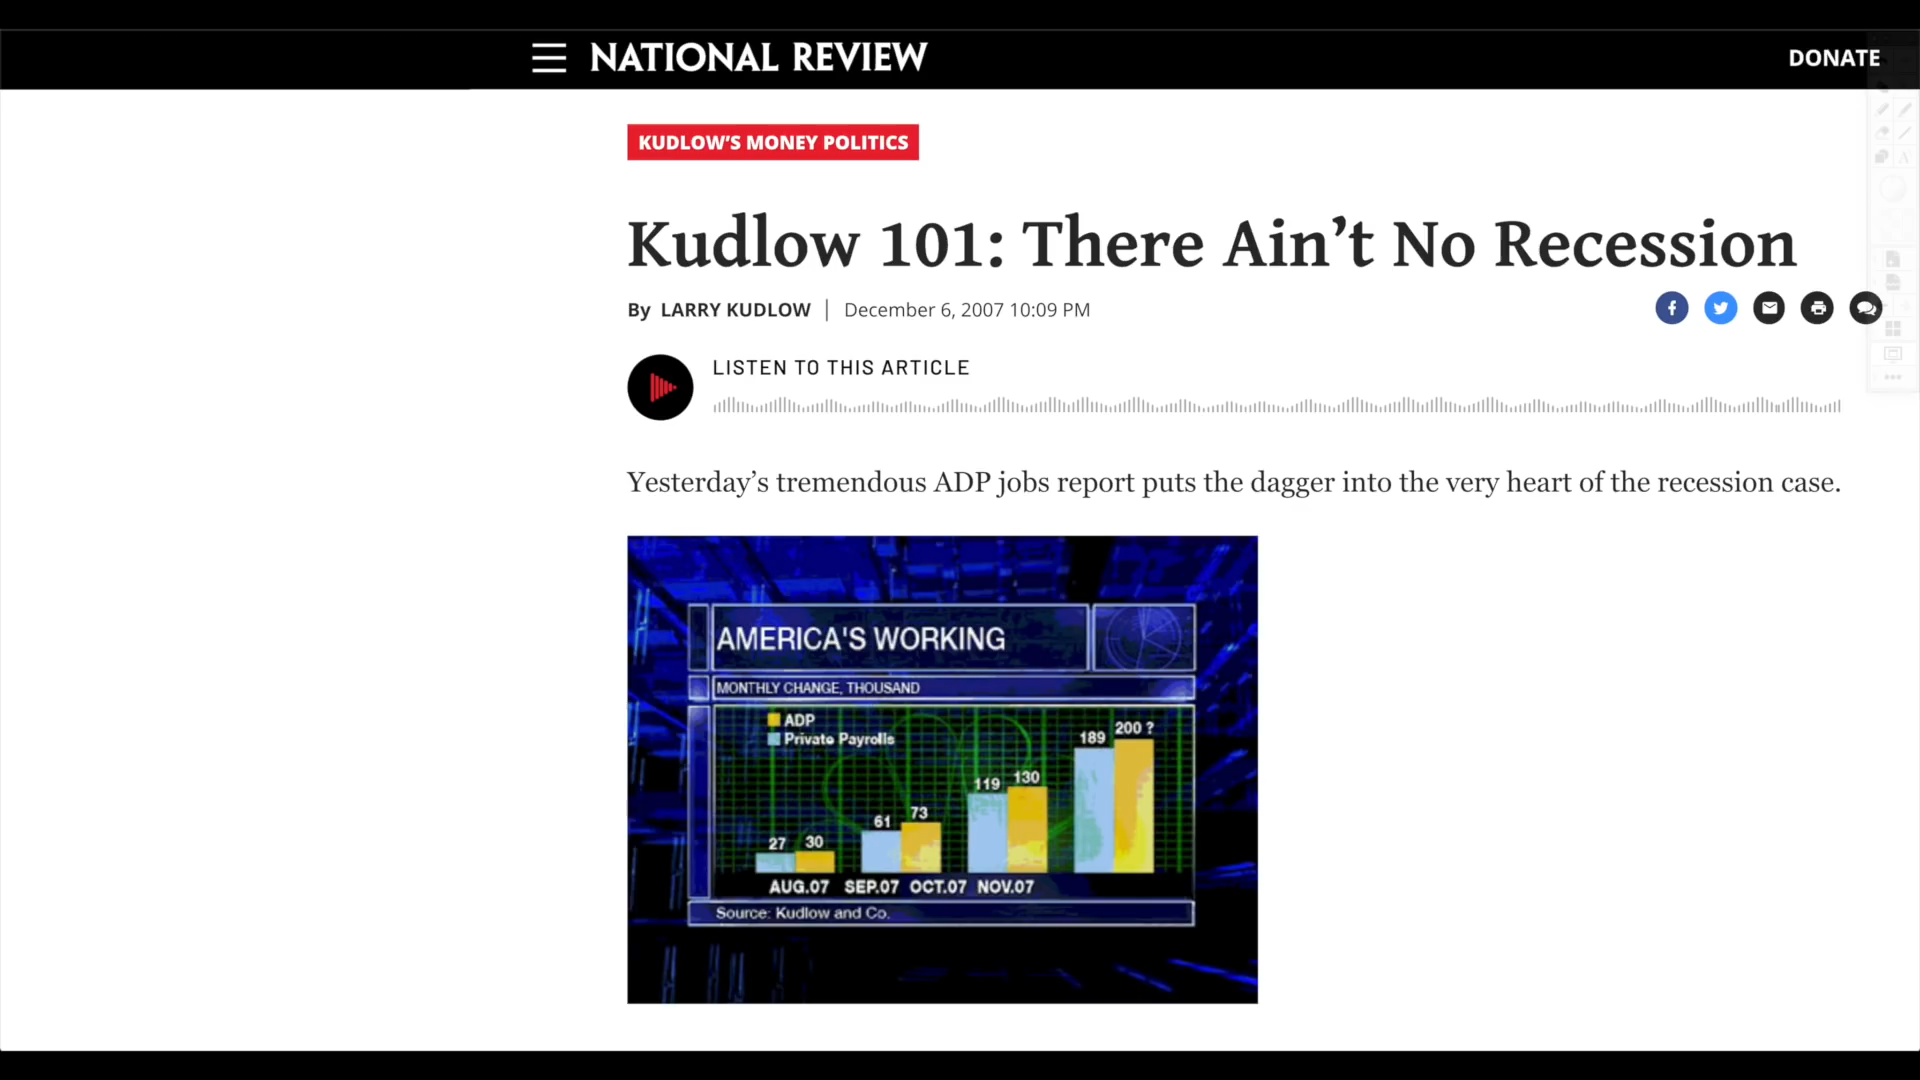 NATIONAL REVIEW
DONATE
KUDLOW'S MONEY POLITICS
Kudlow 101: There Ain't No Recession
By LARRY KUDLOW | December 6, 2007 10:09 PM
LISTEN TO THIS ARTICLE
Yesterday's tremendous ADP jobs report puts the dagger into the very heart of the recession case.
AMERICA'S WORKING
MONTHLY CHANGE, THOUSAND
ADP
Private Payrolls
27 30
61 73
119 130
189 200 ?
AUG.07 SEP.07 OCT.07 NOV.07
Source: Kudlow and Co.